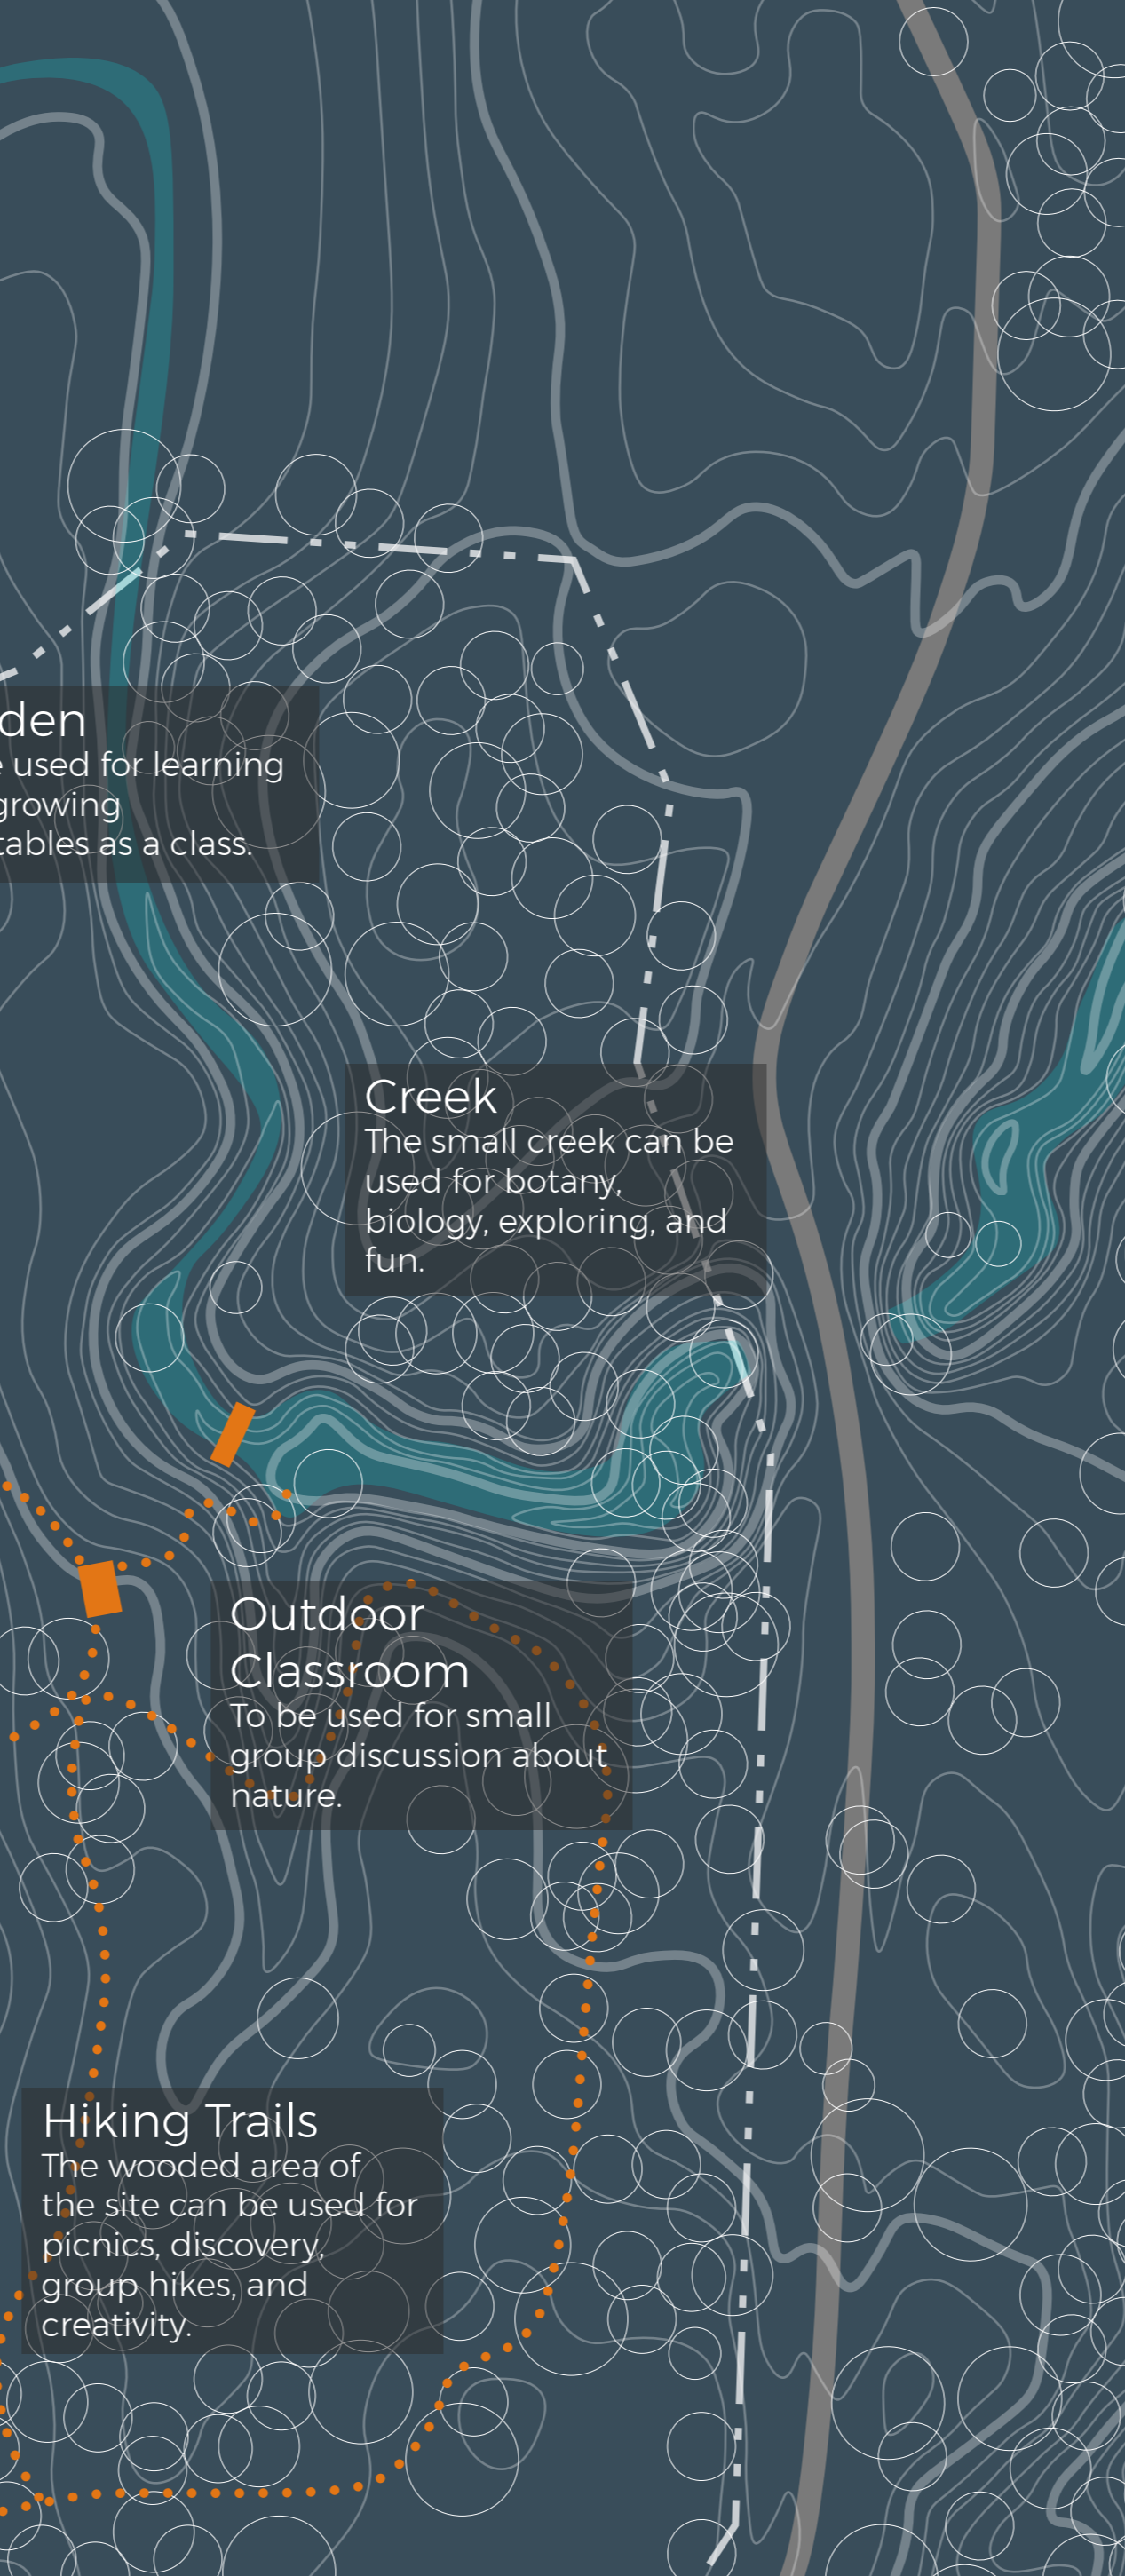 den
used for learning
growing
tables as a class.
Creek
The small creek can be
used for botany,
biology, exploring, and
fun.
Outdoor
Classroom
To be used for small
group discussion about
nature.
Hiking Trails
The wooded area of
the site can be used for
picnics, discovery,
group hikes, and
creativity.